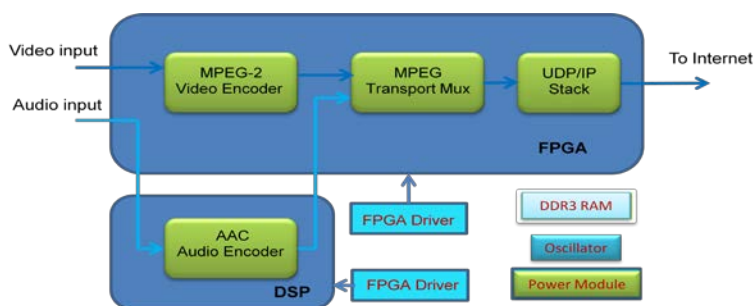 Video input
MPEG-2
Video Encoder
MPEG
Transport Mux
UDP/IP
Stack
To Internet
Audio input
FPGA
AAC
Audio Encoder
DSP
FPGA Driver
FPGA Driver
DDR3 RAM
Oscillator
Power Module